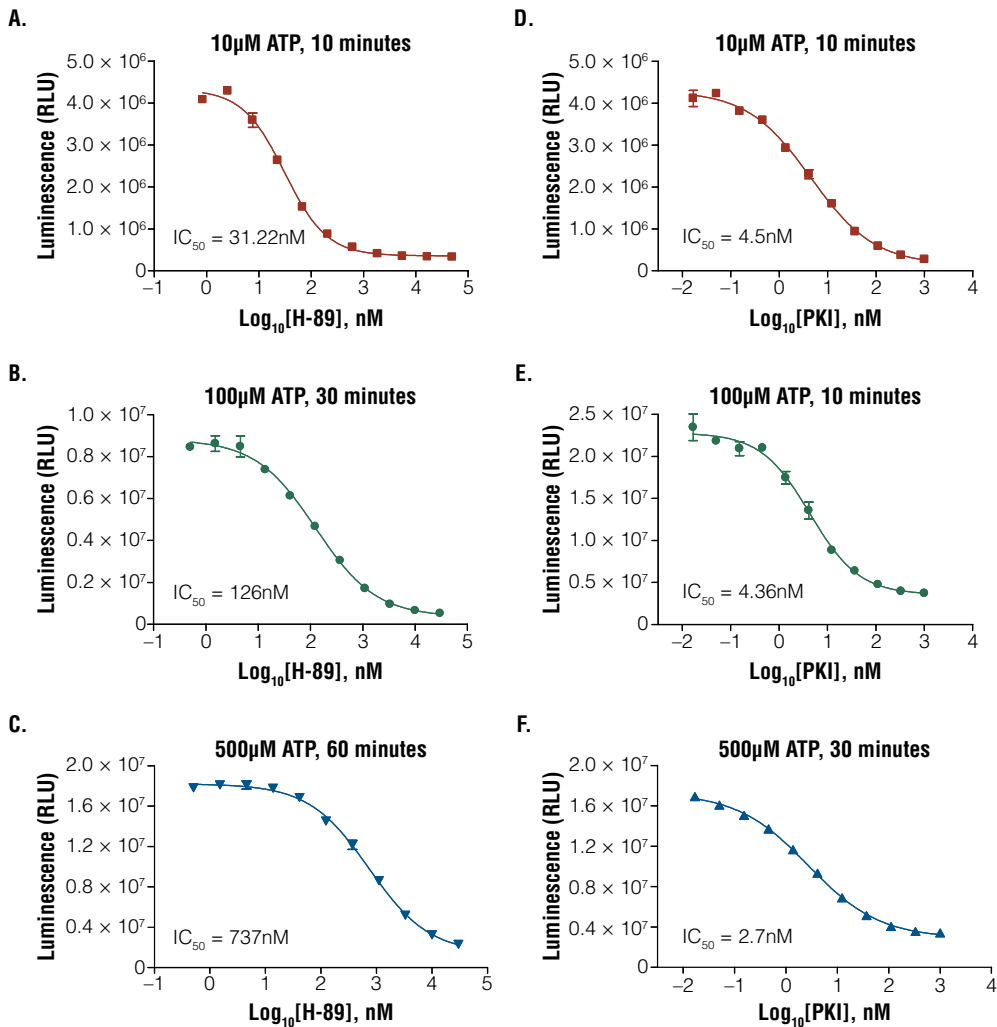 A.
10µM ATP, 10 minutes
Luminescence (RLU)
5.0 × 10⁶
4.0 × 10⁶
3.0 × 10⁶
2.0 × 10⁶
1.0 × 10⁶
0
IC₅₀ = 31.22nM
–1 0 1 2 3 4 5
Log₁₀[H-89], nM
D.
10µM ATP, 10 minutes
Luminescence (RLU)
5.0 × 10⁶
4.0 × 10⁶
3.0 × 10⁶
2.0 × 10⁶
1.0 × 10⁶
0
IC₅₀ = 4.5nM
–2 –1 0 1 2 3 4
Log₁₀[PKI], nM
B.
100µM ATP, 30 minutes
Luminescence (RLU)
1.0 × 10⁷
0.8 × 10⁷
0.6 × 10⁷
0.4 × 10⁷
0.2 × 10⁷
0
IC₅₀ = 126nM
–1 0 1 2 3 4 5
Log₁₀[H-89], nM
E.
100µM ATP, 10 minutes
Luminescence (RLU)
2.5 × 10⁷
2.0 × 10⁷
1.5 × 10⁷
1.0 × 10⁷
0.5 × 10⁷
0
IC₅₀ = 4.36nM
–2 –1 0 1 2 3 4
Log₁₀[PKI], nM
C.
500µM ATP, 60 minutes
Luminescence (RLU)
2.0 × 10⁷
1.6 × 10⁷
1.2 × 10⁷
0.8 × 10⁷
0.4 × 10⁷
0
IC₅₀ = 737nM
–1 0 1 2 3 4 5
Log₁₀[H-89], nM
F.
500µM ATP, 30 minutes
Luminescence (RLU)
2.0 × 10⁷
1.6 × 10⁷
1.2 × 10⁷
0.8 × 10⁷
0.4 × 10⁷
0
IC₅₀ = 2.7nM
–2 –1 0 1 2 3 4
Log₁₀[PKI], nM